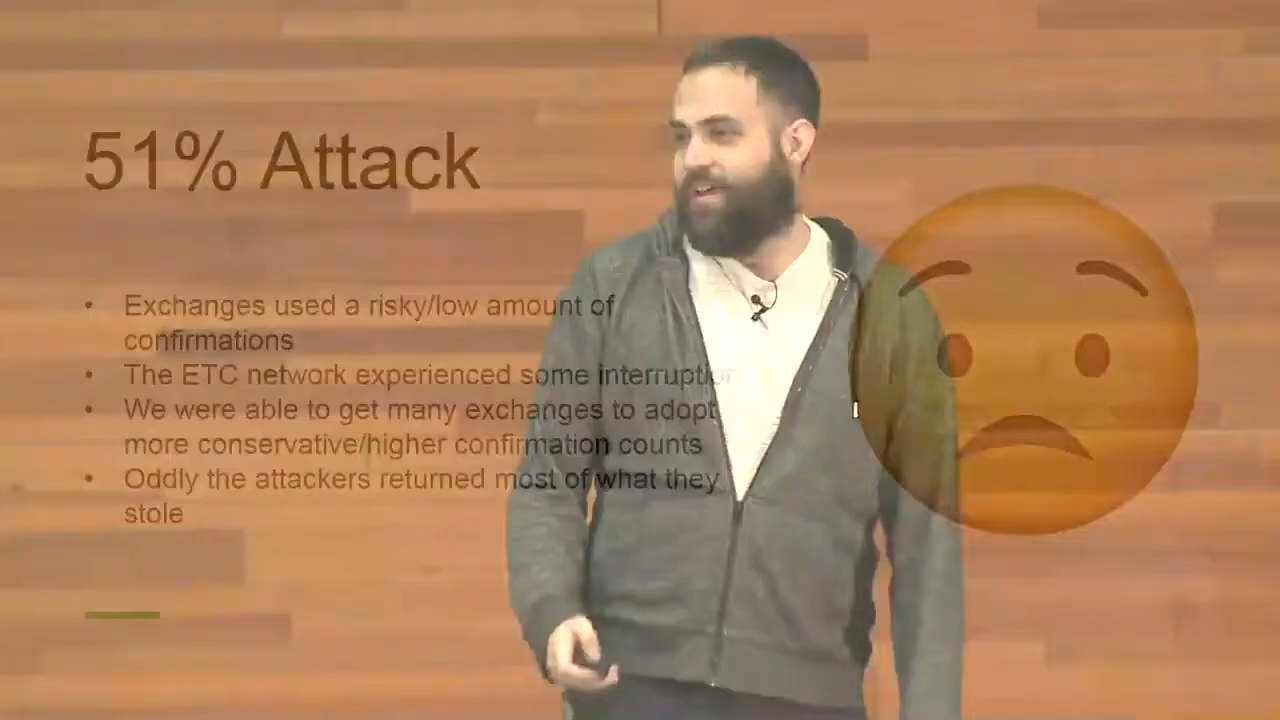 51% Attack
• Exchanges used a risky/low amount of
confirmations
• The ETC network experienced some interruption
• We were able to get many exchanges to adopt
more conservative/higher confirmation counts
• Oddly the attackers returned most of what they
stole